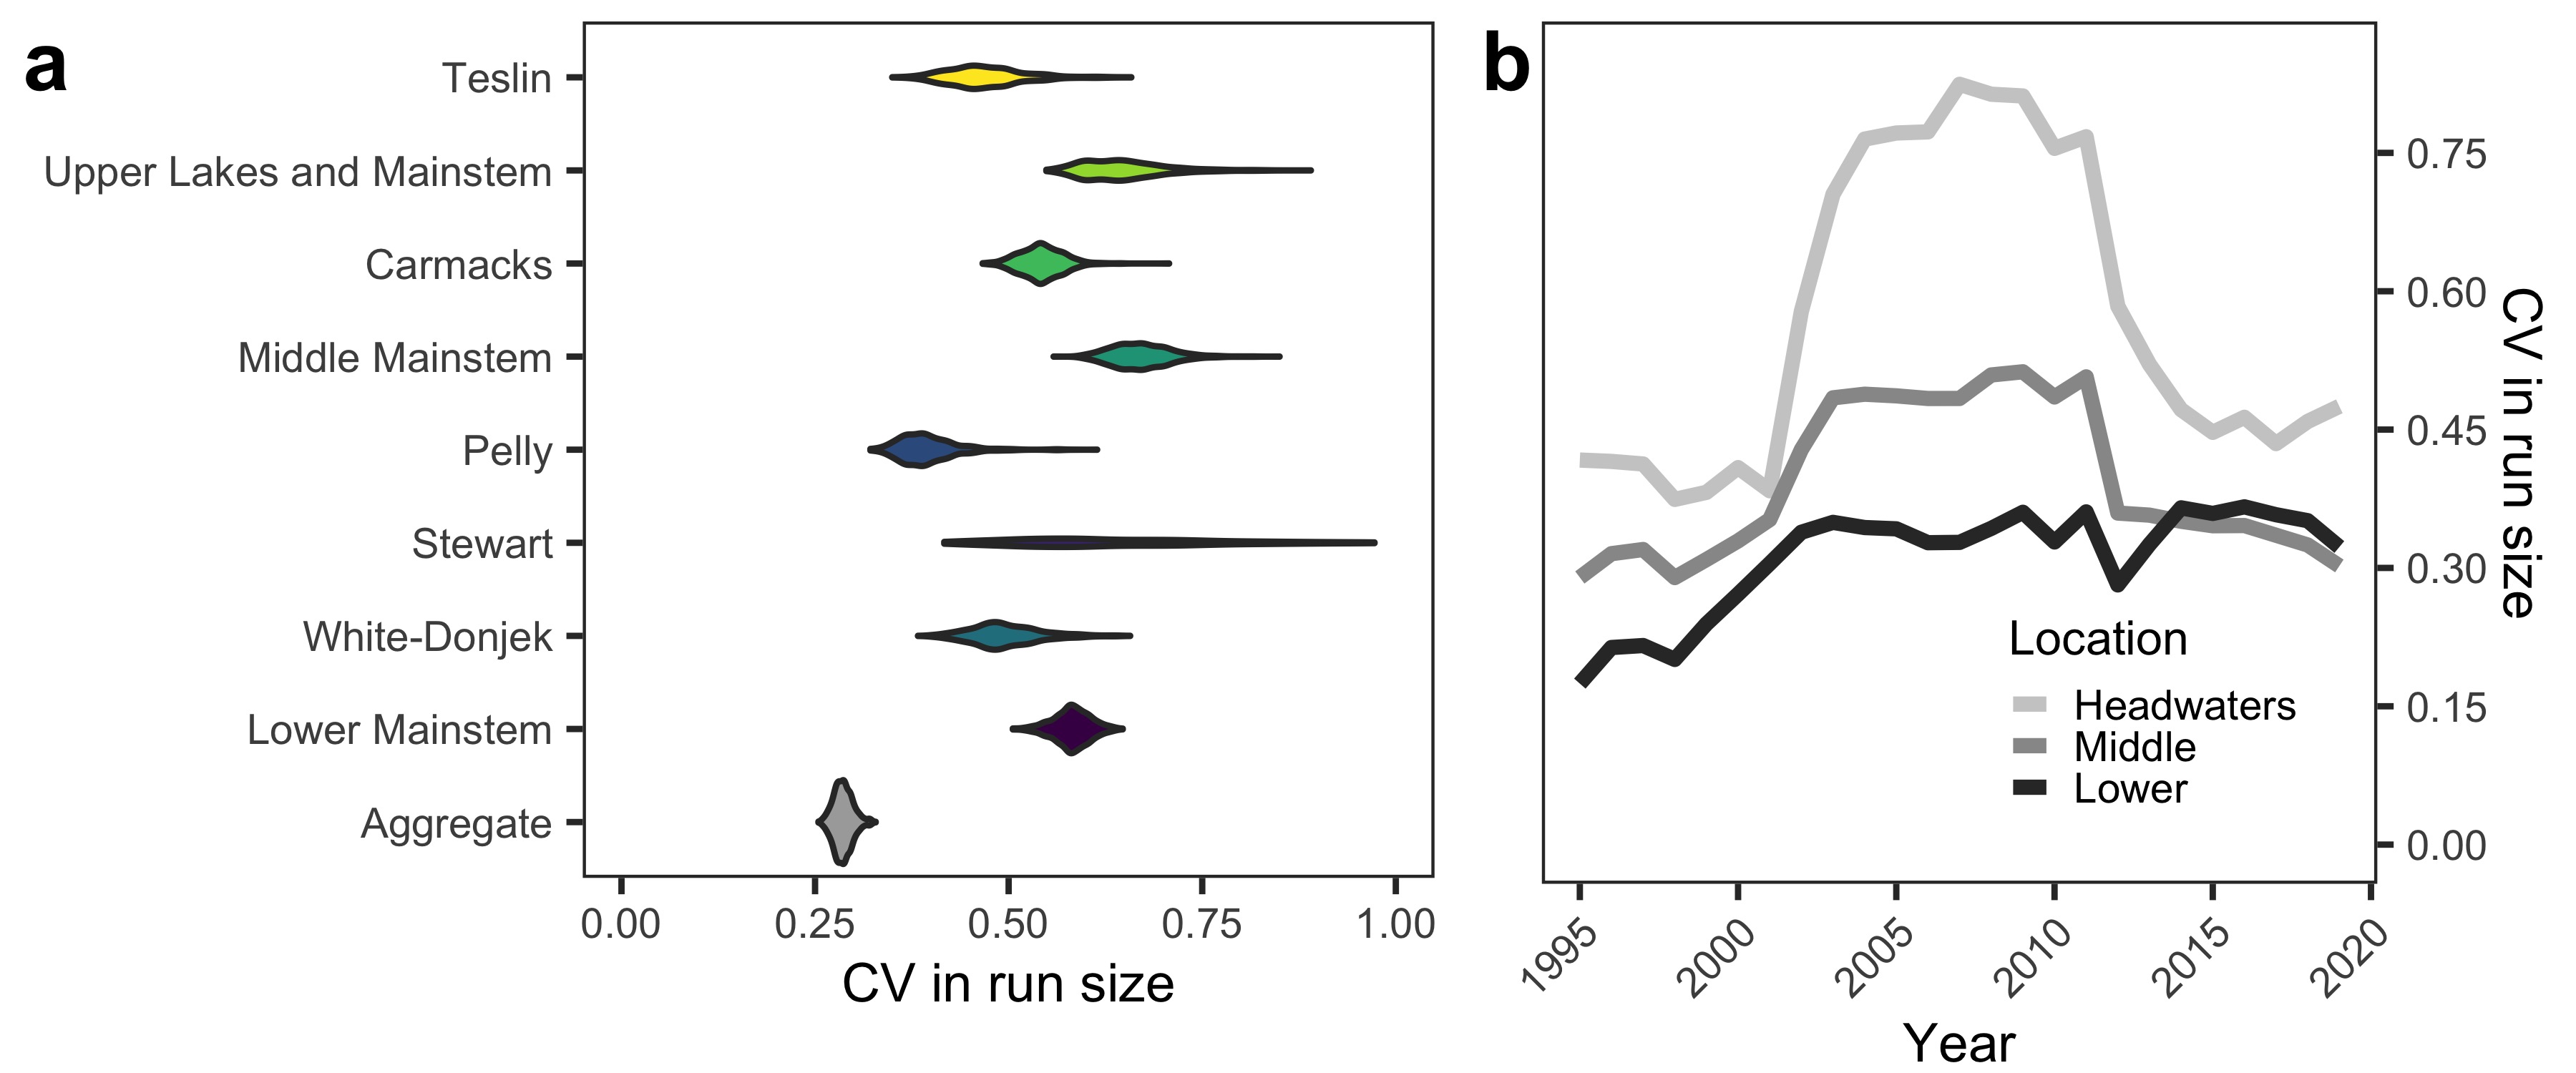 a
Teslin
Upper Lakes and Mainstem
Carmacks
Middle Mainstem
Pelly
Stewart
White-Donjek
Lower Mainstem
Aggregate
0.00 0.25 0.50 0.75 1.00
CV in run size
b
0.75
0.60
0.45
0.30
0.15
0.00
CV in run size
Location
Headwaters
Middle
Lower
1995 2000 2005 2010 2015 2020
Year